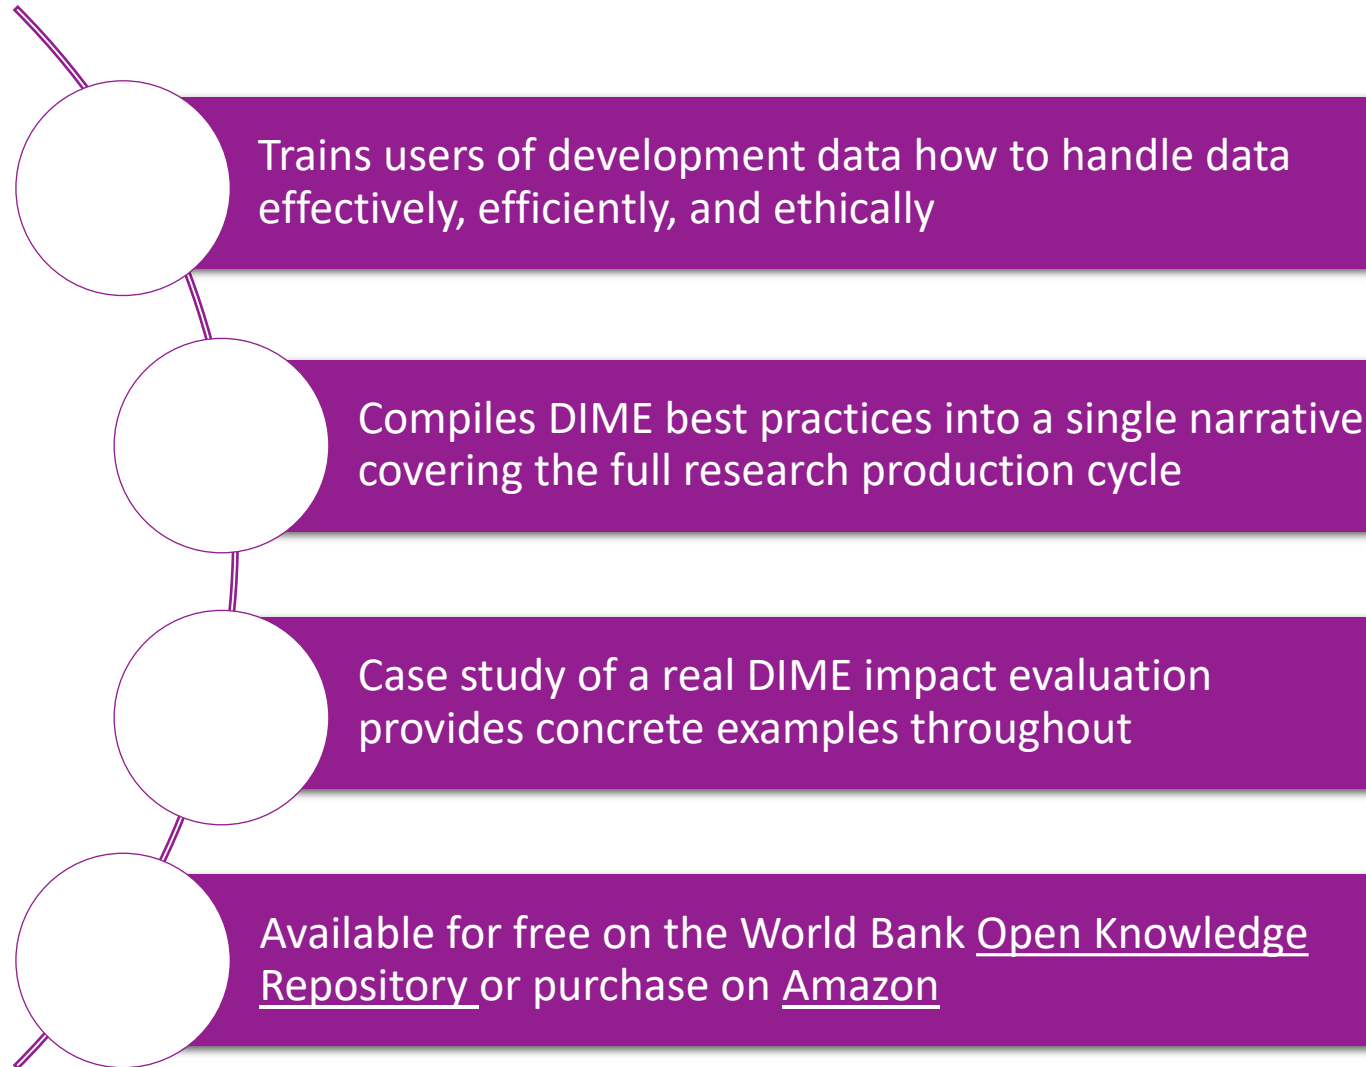 Trains users of development data how to handle data
effectively, efficiently, and ethically
Compiles DIME best practices into a single narrative
covering the full research production cycle
Case study of a real DIME impact evaluation
provides concrete examples throughout
Available for free on the World Bank Open Knowledge
Repository or purchase on Amazon